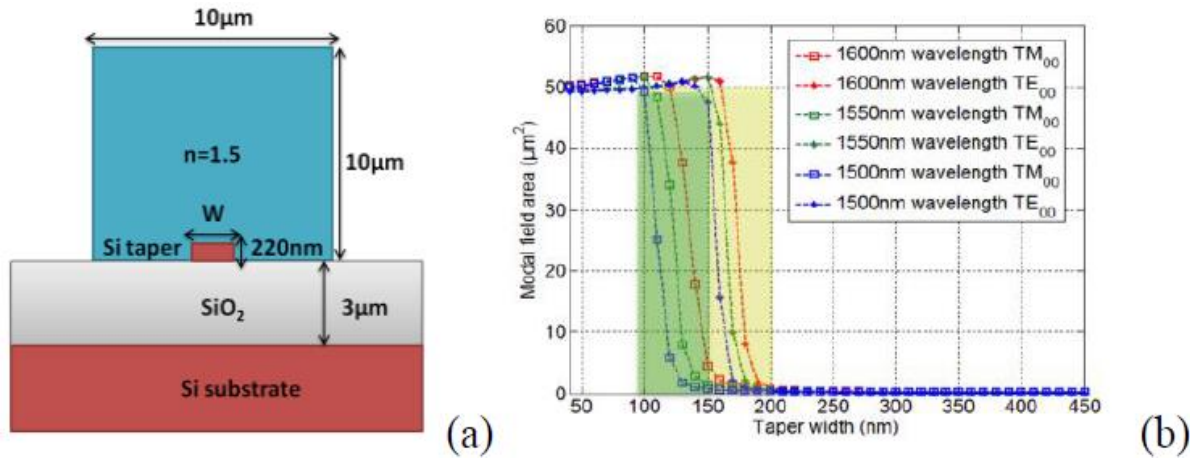 10μm
n=1.5
10μm
W
Si taper
220nm
SiO₂
3μm
Si substrate
(a)
60
50
40
30
20
10
0
Modal field area (μm²)
1600nm wavelength TM₀₀
1600nm wavelength TE₀₀
1550nm wavelength TM₀₀
1550nm wavelength TE₀₀
1500nm wavelength TM₀₀
1500nm wavelength TE₀₀
50 100 150 200 250 300 350 400 450
Taper width (nm)
(b)